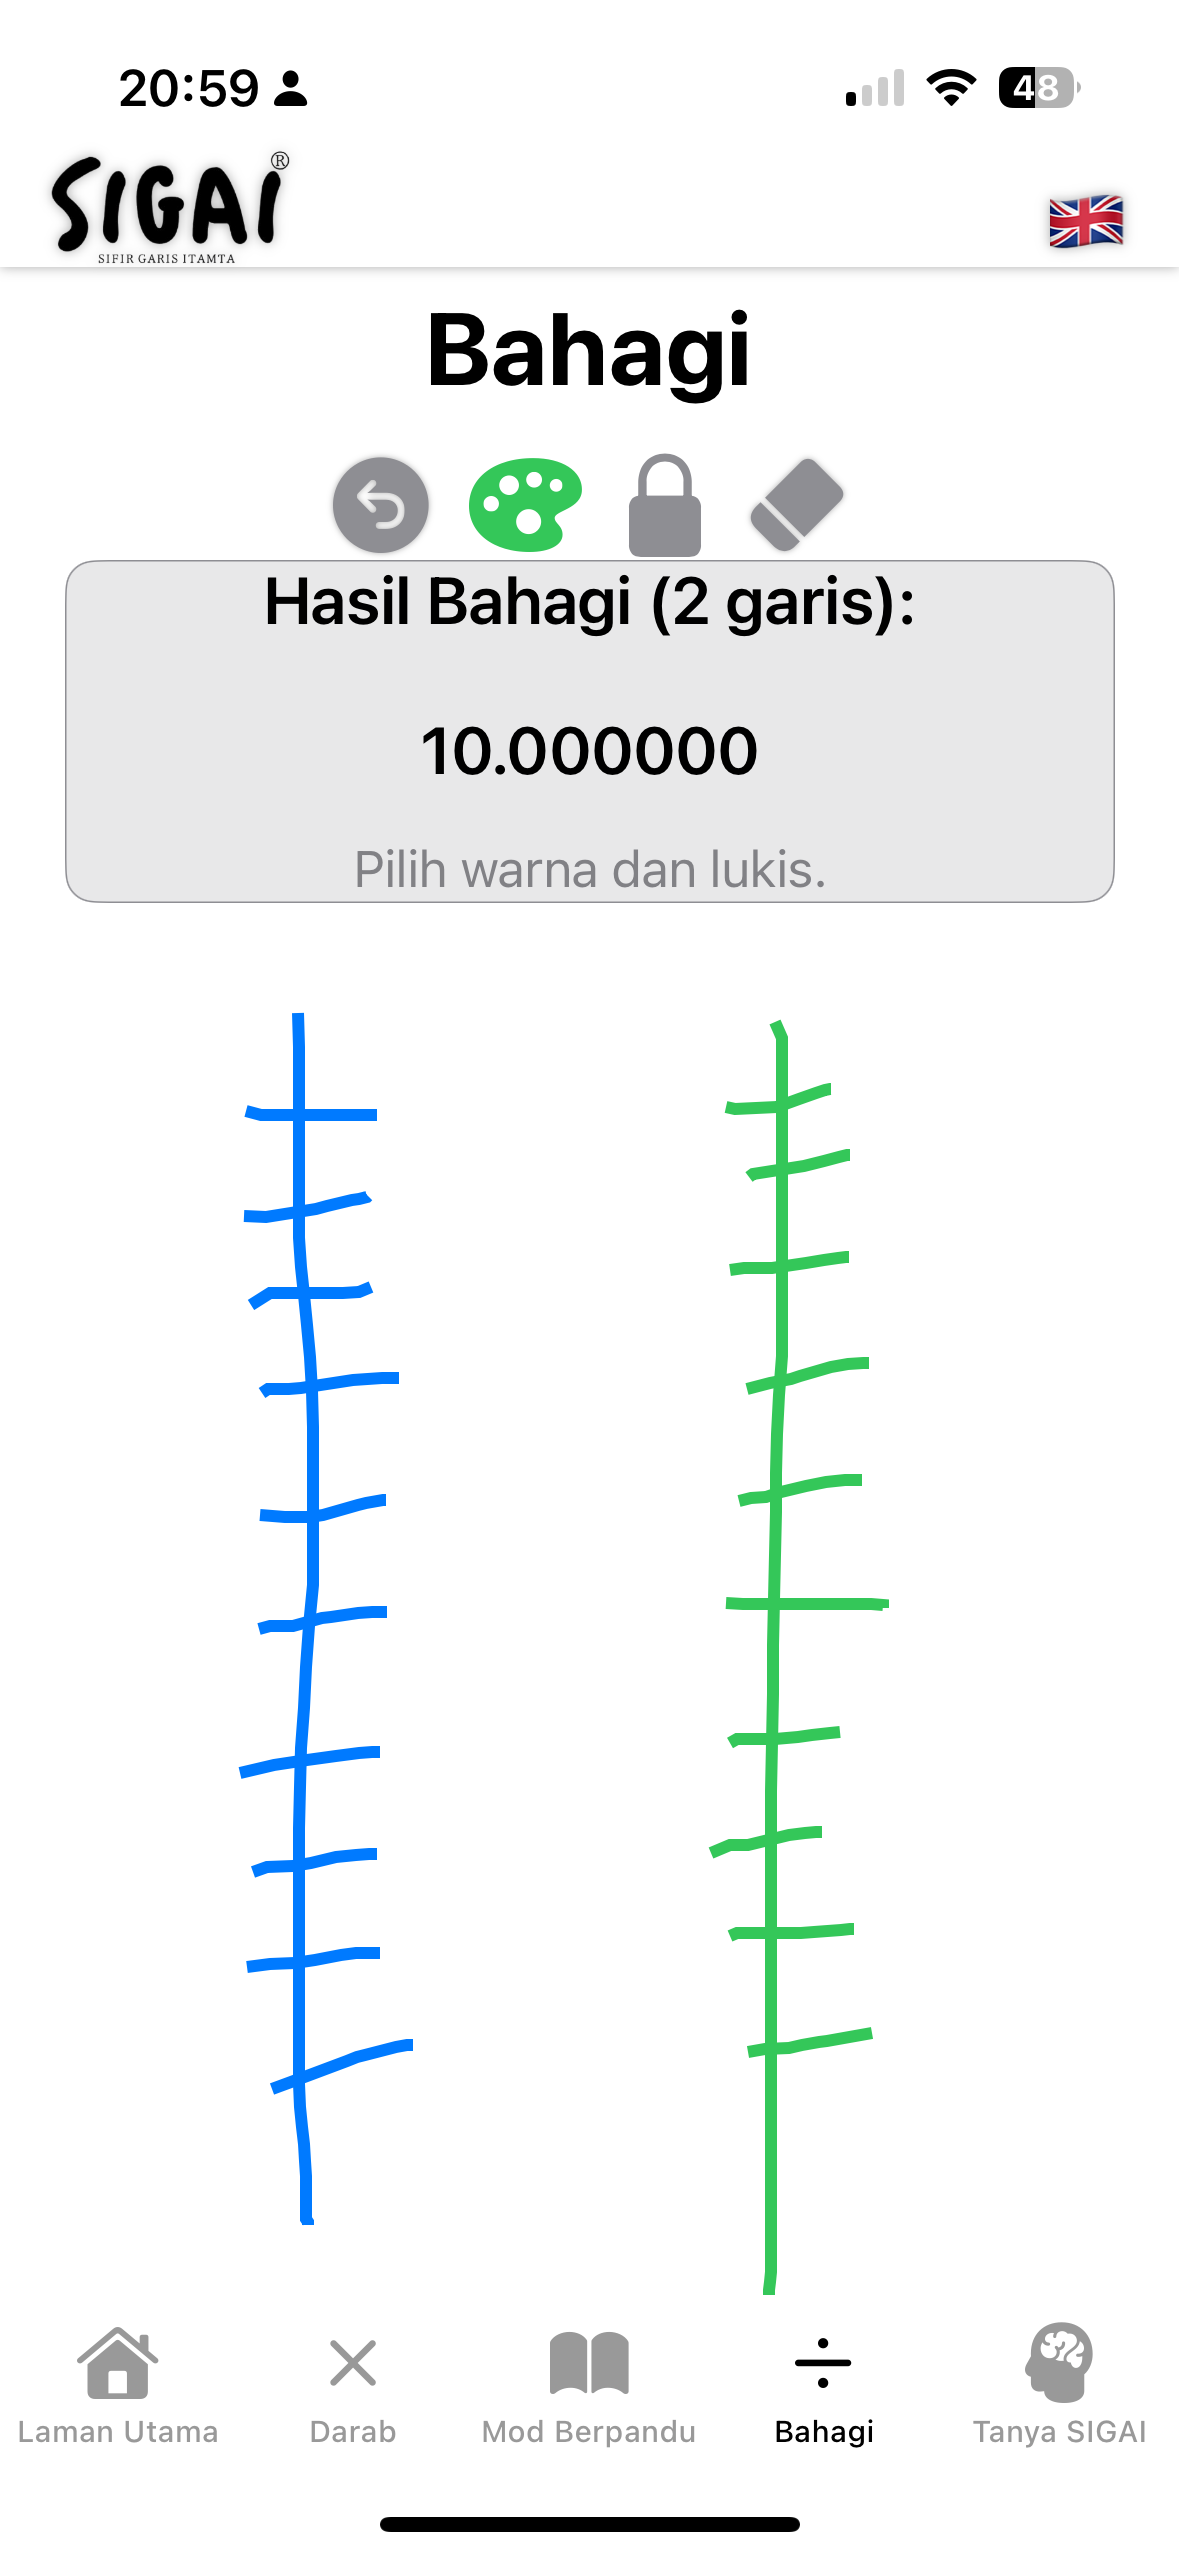 20:59
48
SIGAI®
SIFIR GARIS ITAMTA
Bahagi
Hasil Bahagi (2 garis):
10.000000
Pilih warna dan lukis.
Laman Utama
Darab
Mod Berpandu
Bahagi
Tanya SIGAI